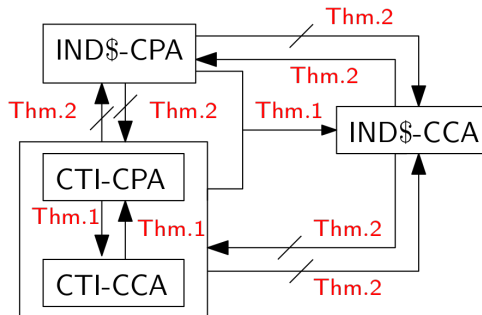 Thm.2
IND$-CPA
Thm.2
Thm.2
Thm.2
Thm.1
IND$-CCA
CTI-CPA
Thm.1
Thm.1
Thm.2
CTI-CCA
Thm.2